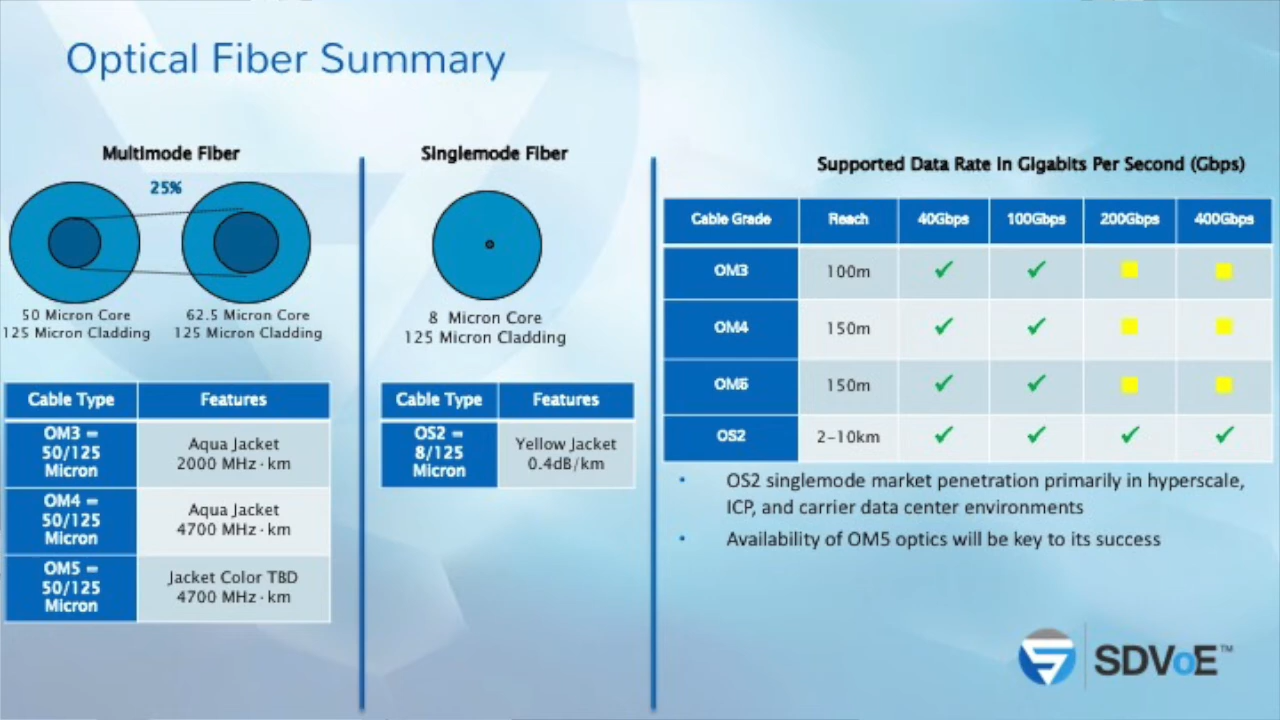 Optical Fiber Summary
Multimode Fiber
25%
50 Micron Core
125 Micron Cladding
62.5 Micron Core
125 Micron Cladding
Cable Type Features
OM3 =
50/125
Micron
Aqua Jacket
2000 MHz·km
OM4 =
50/125
Micron
Aqua Jacket
4700 MHz·km
OM5 =
50/125
Micron
Jacket Color TBD
4700 MHz·km
Singlemode Fiber
8 Micron Core
125 Micron Cladding
Cable Type Features
OS2 =
8/125
Micron
Yellow Jacket
0.4dB/km
Supported Data Rate in Gigabits Per Second (Gbps)
Cable Grade Reach 40Gbps 100Gbps 200Gbps 400Gbps
OM3 100m ✓ ✓
OM4 150m ✓ ✓
OM5 150m ✓ ✓
OS2 2-10km ✓ ✓ ✓ ✓
• OS2 singlemode market penetration primarily in hyperscale,
ICP, and carrier data center environments
• Availability of OM5 optics will be key to its success
SDVoE™